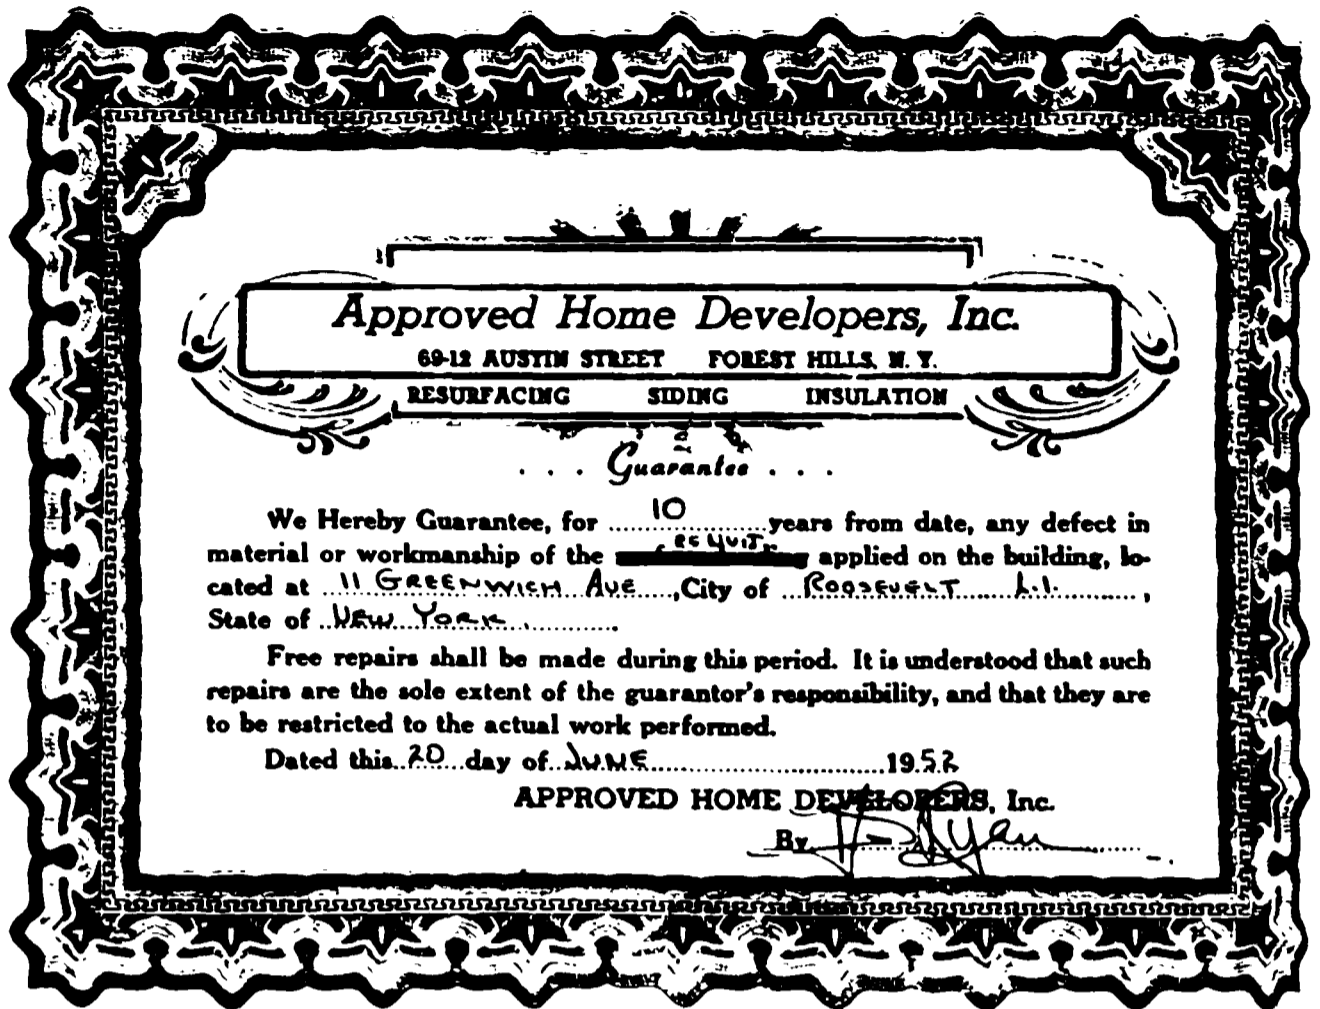 Approved Home Developers, Inc.
69-12 AUSTIN STREET FOREST HILLS, N. Y.
RESURFACING SIDING INSULATION
. . . Guarantee . . .
We Hereby Guarantee, for 10 years from date, any defect in
material or workmanship of the applied on the building, lo-
cated at 11 GREENWICH AVE, City of ROOSEVELT L.I.,
State of NEW YORK.
Free repairs shall be made during this period. It is understood that such
repairs are the sole extent of the guarantor's responsibility, and that they are
to be restricted to the actual work performed.
Dated this 20 day of JUNE 1952
APPROVED HOME DEVELOPERS, Inc.
By